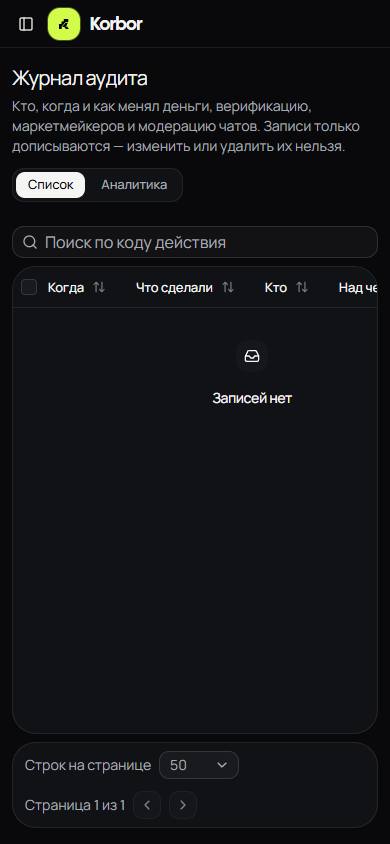 Korbor
Журнал аудита
Кто, когда и как менял деньги, верификацию,
маркетмейкеров и модерацию чатов. Записи только
дописываются — изменить или удалить их нельзя.
Список Аналитика
Поиск по коду действия
Когда Что сделали Кто Над че
Записей нет
Строк на странице 50
Страница 1 из 1